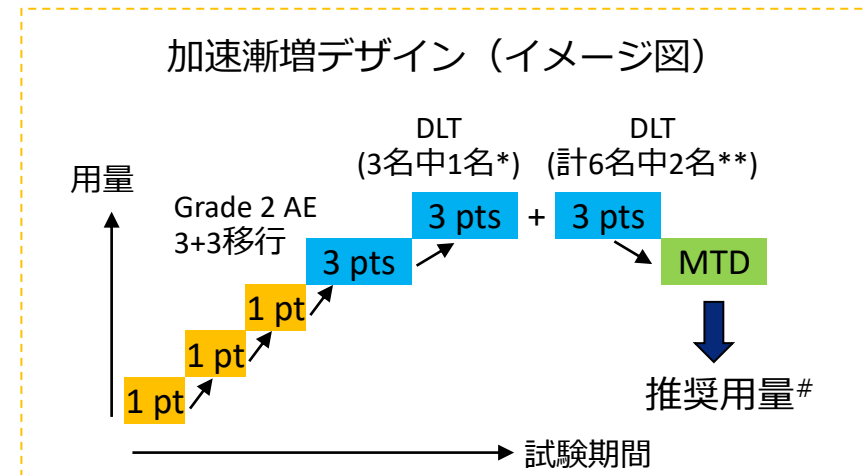 加速漸増デザイン（イメージ図）
DLT
(3名中1名*)
DLT
(計6名中2名**)
用量
Grade 2 AE
3+3移行
3 pts + 3 pts
3 pts
MTD
1 pt
1 pt
1 pt
推奨用量#
試験期間